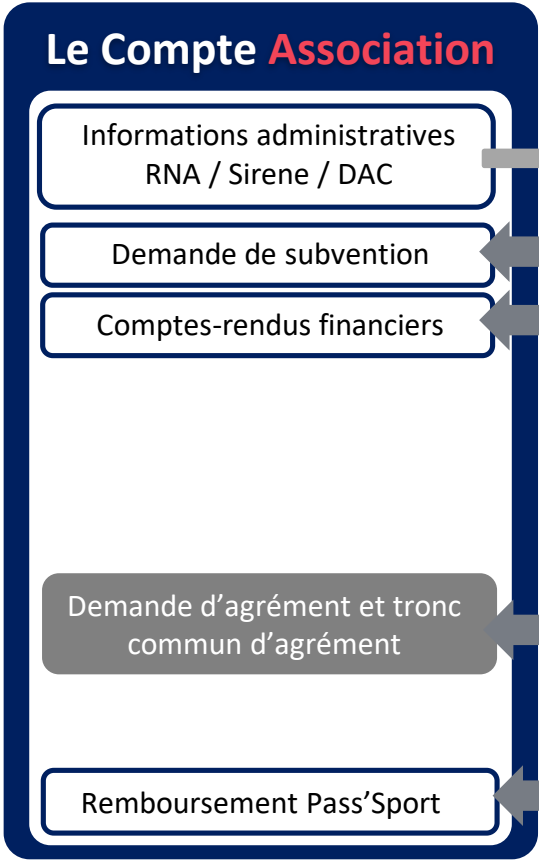 Le Compte Association
Informations administratives
RNA / Sirene / DAC
Demande de subvention
Comptes-rendus financiers
Demande d’agrément et tronc
commun d’agrément
Remboursement Pass’Sport